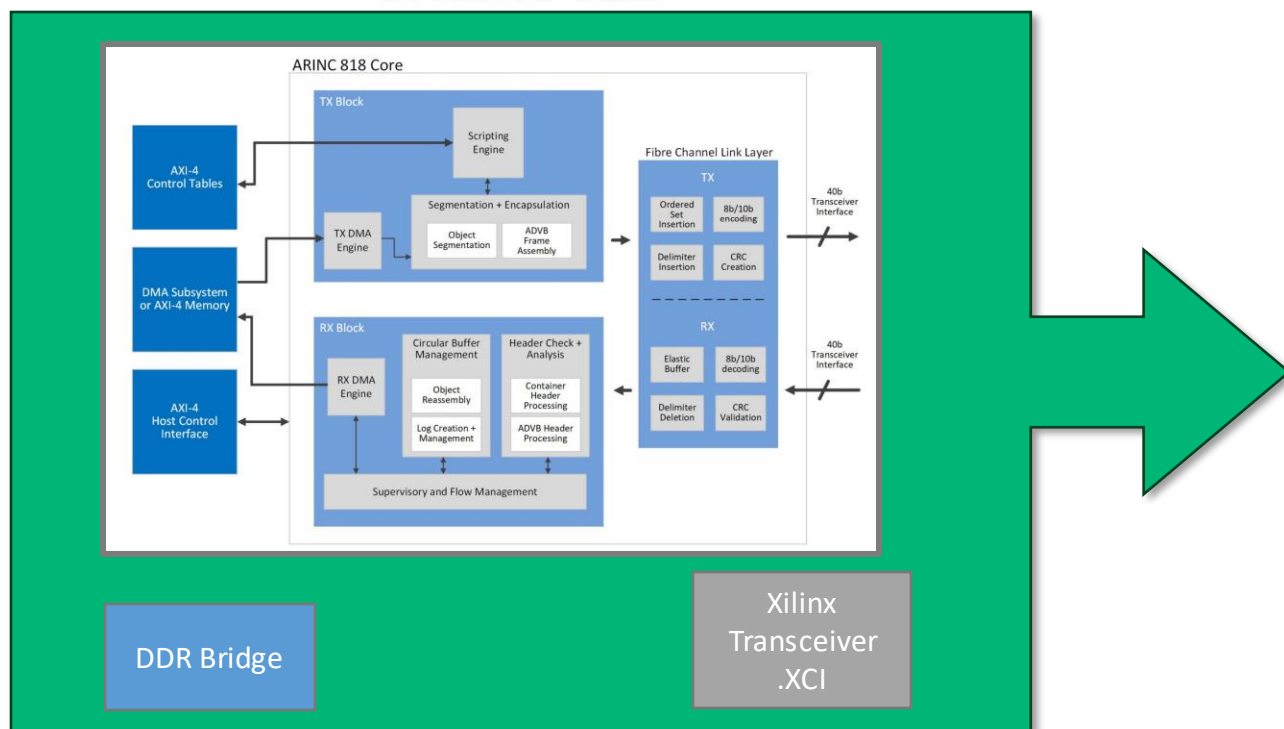 ARINC 818 Core
TX Block
Scripting
Engine
AXI-4
Control Tables
Segmentation + Encapsulation
Object
Segmentation
ADVB
Frame
Assembly
TX DMA
Engine
DMA Subsystem
or AXI-4 Memory
RX Block
Circular Buffer
Management
Header Check +
Analysis
RX DMA
Engine
Object
Reassembly
Container
Header
Processing
Log Creation +
Management
ADVB Header
Processing
AXI-4
Host Control
Interface
Supervisory and Flow Management
Fibre Channel Link Layer
TX
Ordered
Set
Insertion
8b/10b
encoding
Delimiter
Insertion
CRC
Creation
40b
Transceiver
Interface
RX
Elastic
Buffer
8b/10b
decoding
Delimiter
Deletion
CRC
Validation
40b
Transceiver
Interface
DDR Bridge
Xilinx
Transceiver
.XCI